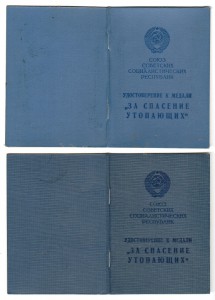 СОЮЗ
СОВЕТСКИХ
СОЦИАЛИСТИЧЕСКИХ
РЕСПУБЛИК
УДОСТОВЕРЕНИЕ К МЕДАЛИ
„ЗА СПАСЕНИЕ
УТОПАЮЩИХ“
СОЮЗ
СОВЕТСКИХ
СОЦИАЛИСТИЧЕСКИХ
РЕСПУБЛИК
УДОСТОВЕРЕНИЕ К МЕДАЛИ
„ЗА СПАСЕНИЕ
УТОПАЮЩИХ“